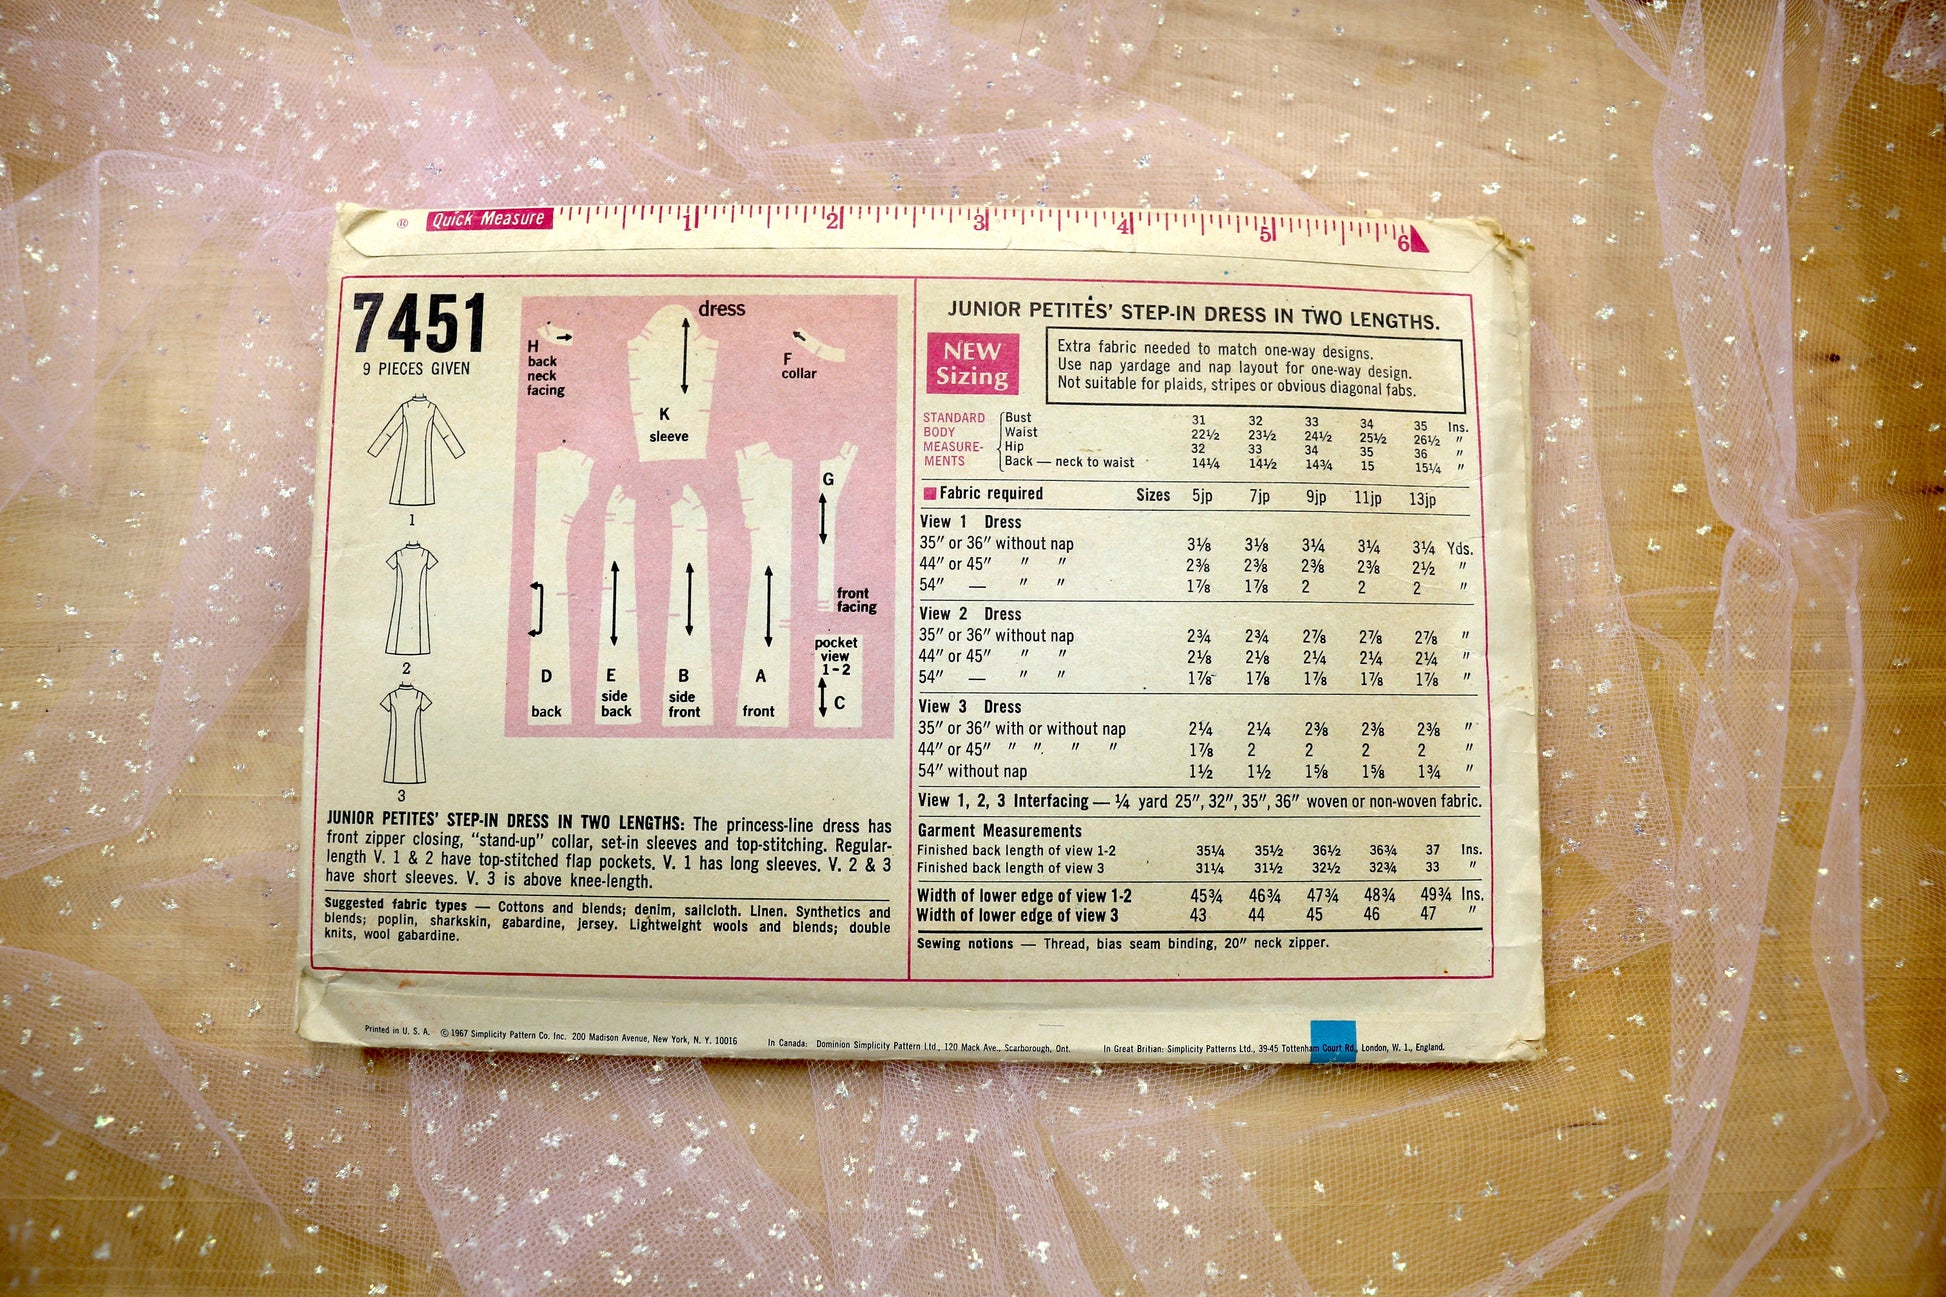 ® Quick Measure 1 2 3 4 5 6
7451
9 PIECES GIVEN
1
2
3
dress
H
back
neck
facing
K
sleeve
F
collar
G
front
facing
pocket
view
1-2
C
D
back
E
side
back
B
side
front
A
front
JUNIOR PETITES' STEP-IN DRESS IN TWO LENGTHS: The princess-line dress has
front zipper closing, "stand-up" collar, set-in sleeves and top-stitching. Regular-
length V. 1 & 2 have top-stitched flap pockets. V. 1 has long sleeves. V. 2 & 3
have short sleeves. V. 3 is above knee-length.
Suggested fabric types — Cottons and blends; denim, sailcloth. Linen. Synthetics and
blends; poplin, sharkskin, gabardine, jersey. Lightweight wools and blends; double
knits, wool gabardine.
JUNIOR PETITES' STEP-IN DRESS IN TWO LENGTHS.
NEW
Sizing
Extra fabric needed to match one-way designs.
Use nap yardage and nap layout for one-way design.
Not suitable for plaids, stripes or obvious diagonal fabs.
STANDARD
BODY
MEASURE-
MENTS
Bust 31 32 33 34 35 Ins.
Waist 22½ 23½ 24½ 25½ 26½ "
Hip 32 33 34 35 36 "
Back — neck to waist 14¼ 14½ 14¾ 15 15¼ "
Fabric required Sizes 5jp 7jp 9jp 11jp 13jp
View 1 Dress
35" or 36" without nap 3⅛ 3⅛ 3¼ 3¼ 3¼ Yds.
44" or 45" " " 2⅜ 2⅜ 2⅜ 2⅜ 2½ "
54" — " " 1⅞ 1⅞ 2 2 2 "
View 2 Dress
35" or 36" without nap 2¾ 2¾ 2⅞ 2⅞ 2⅞ "
44" or 45" " " 2⅛ 2⅛ 2¼ 2¼ 2¼ "
54" — " " 1⅞ 1⅞ 1⅞ 1⅞ 1⅞ "
View 3 Dress
35" or 36" with or without nap 2¼ 2¼ 2⅜ 2⅜ 2⅜ "
44" or 45" " " " " 1⅞ 2 2 2 2 "
54" without nap 1½ 1½ 1⅝ 1⅝ 1¾ "
View 1, 2, 3 Interfacing — ¼ yard 25", 32", 35", 36" woven or non-woven fabric.
Garment Measurements
Finished back length of view 1-2 35¼ 35½ 36½ 36¾ 37 Ins.
Finished back length of view 3 31¼ 31½ 32½ 32¾ 33 "
Width of lower edge of view 1-2 45¾ 46¾ 47¾ 48¾ 49¾ Ins.
Width of lower edge of view 3 43 44 45 46 47 "
Sewing notions — Thread, bias seam binding, 20" neck zipper.
Printed in U. S. A. © 1967 Simplicity Pattern Co. Inc. 200 Madison Avenue, New York, N. Y. 10016 In Canada: Dominion Simplicity Pattern Ltd., 120 Mack Ave., Scarborough, Ont. In Great Britian: Simplicity Patterns Ltd., 39-45 Tottenham Court Rd., London, W. 1., England.